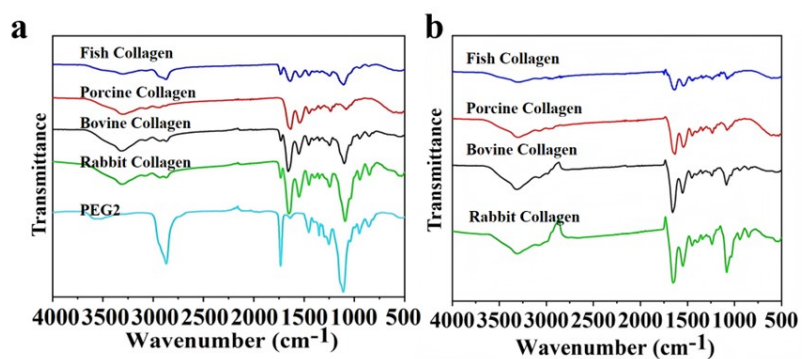 a
Fish Collagen
Porcine Collagen
Bovine Collagen
Rabbit Collagen
PEG2
Transmittance
4000 3500 3000 2500 2000 1500 1000 500
Wavenumber (cm-1)
b
Fish Collagen
Porcine Collagen
Bovine Collagen
Rabbit Collagen
Transmittance
4000 3500 3000 2500 2000 1500 1000 500
Wavenumber (cm-1)